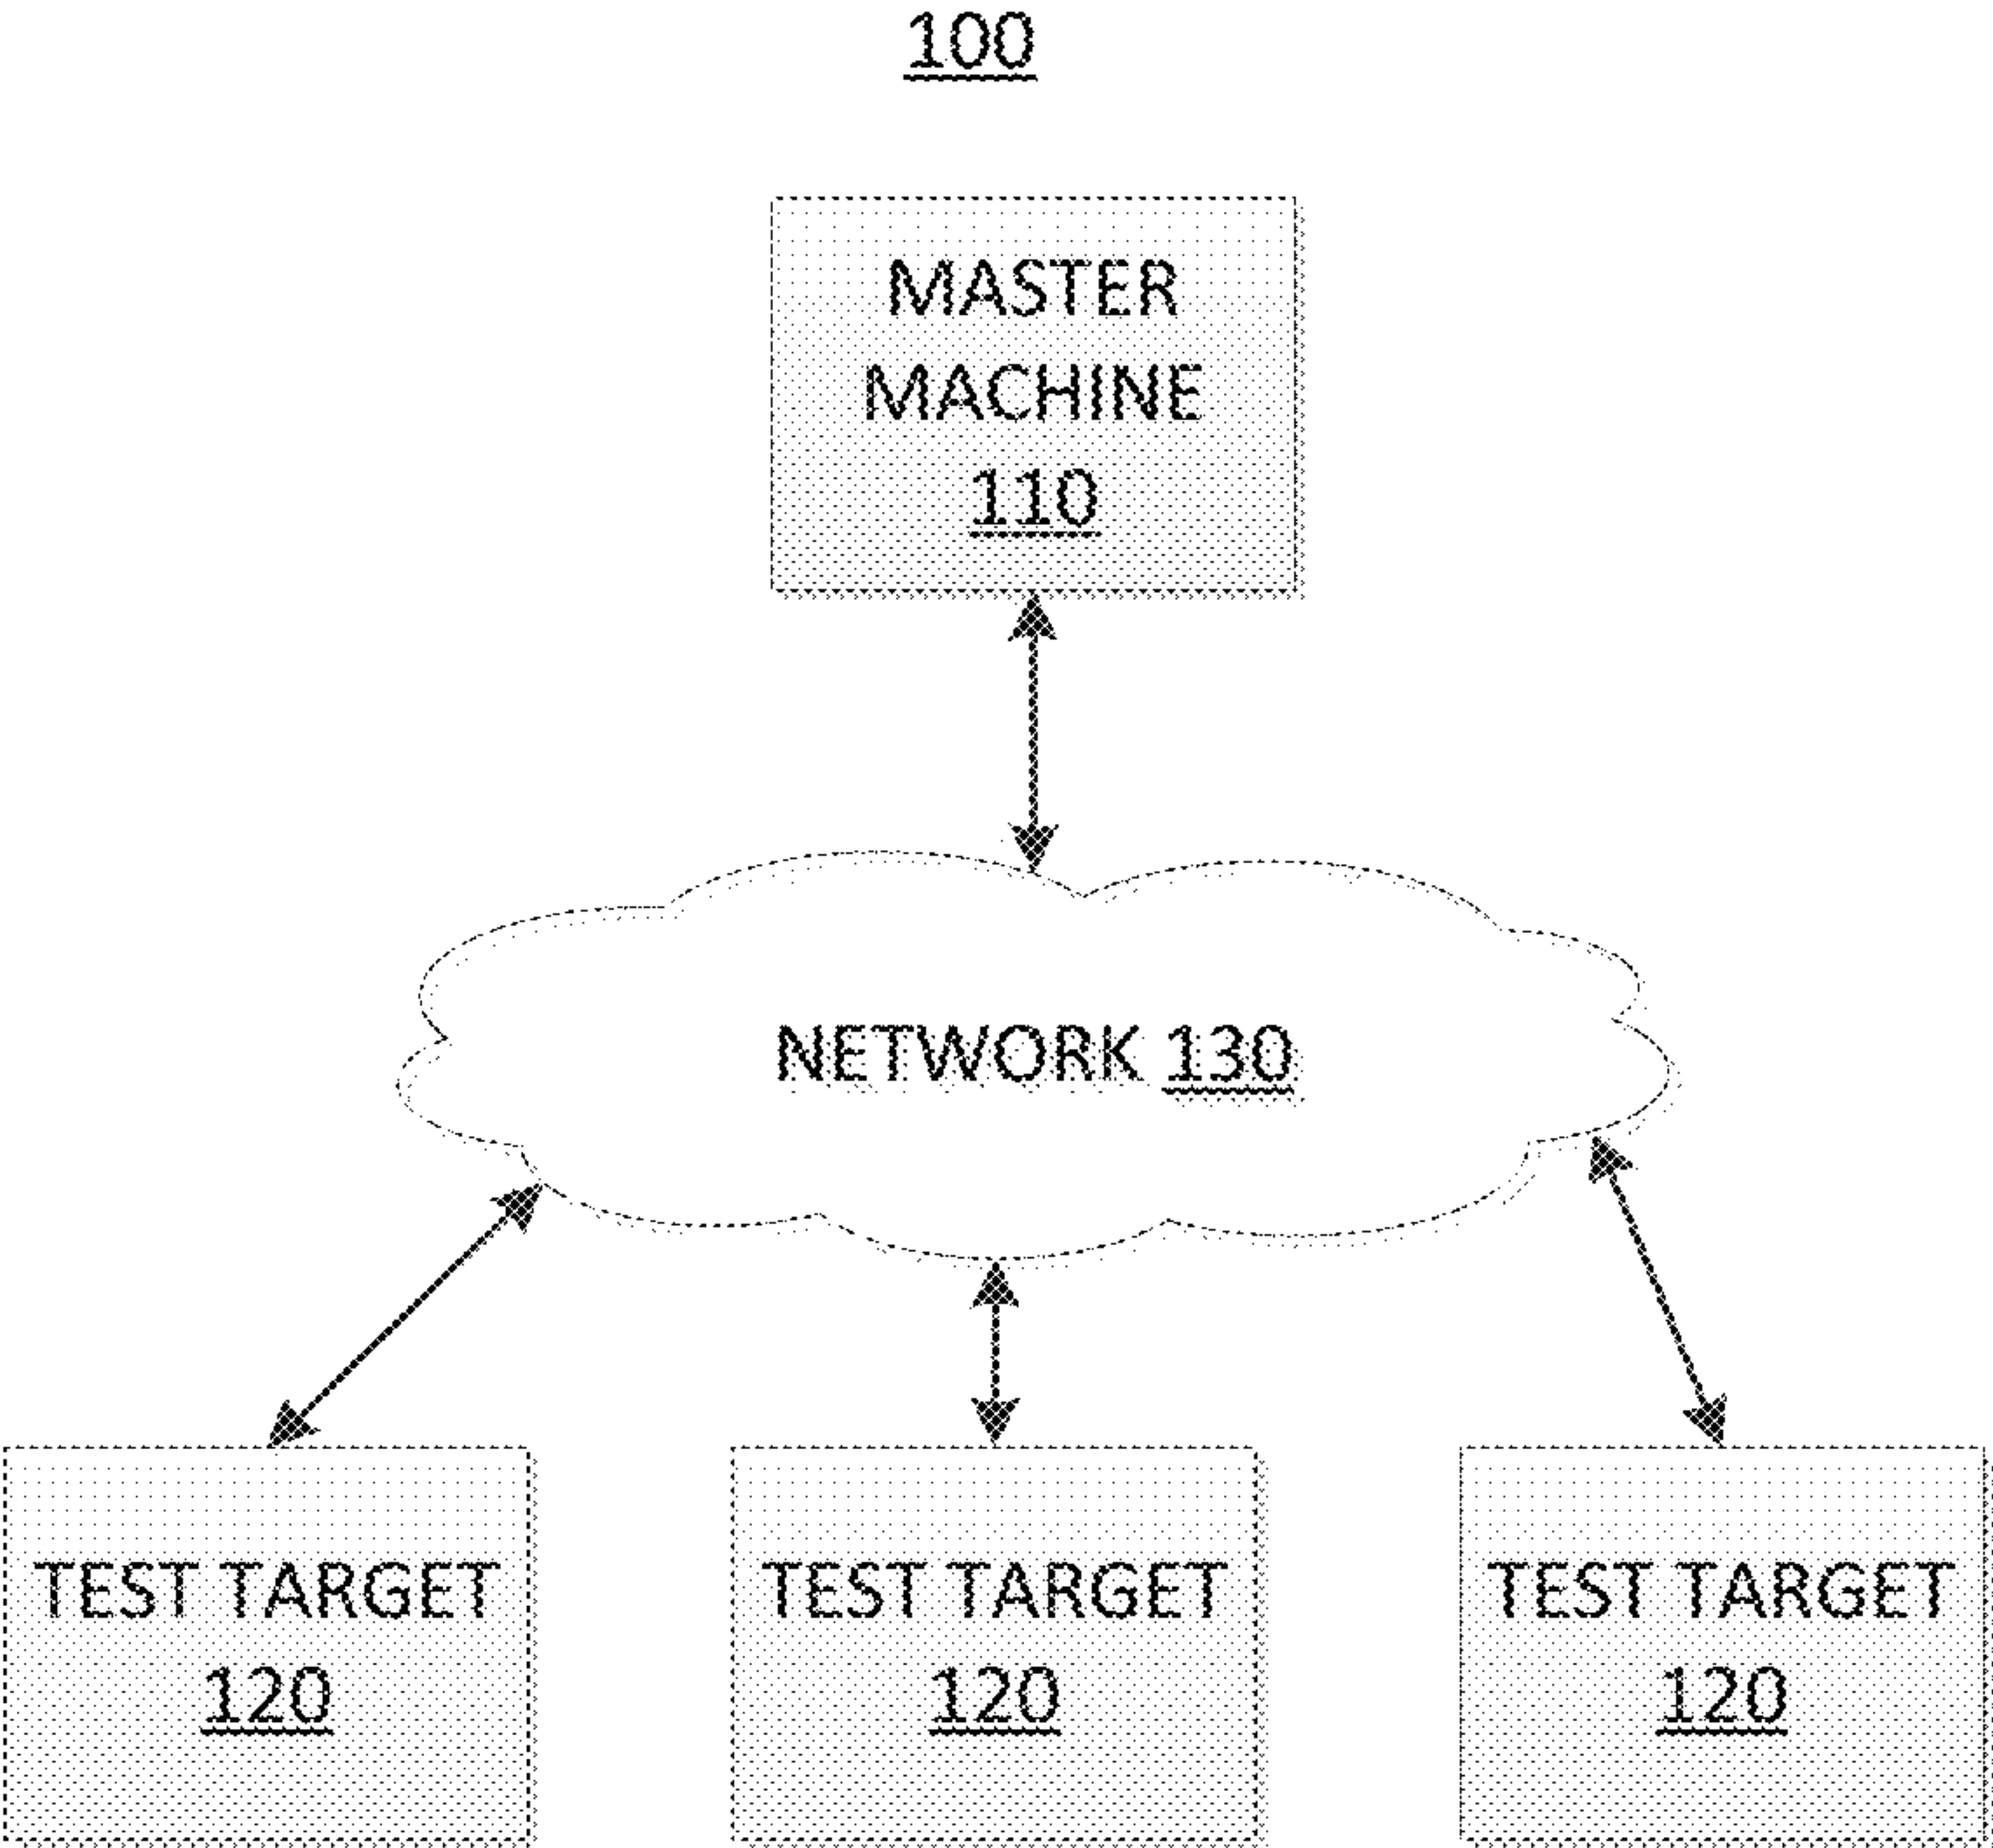 100
MASTER
MACHINE
110
NETWORK 130
TEST TARGET
120
TEST TARGET
120
TEST TARGET
120